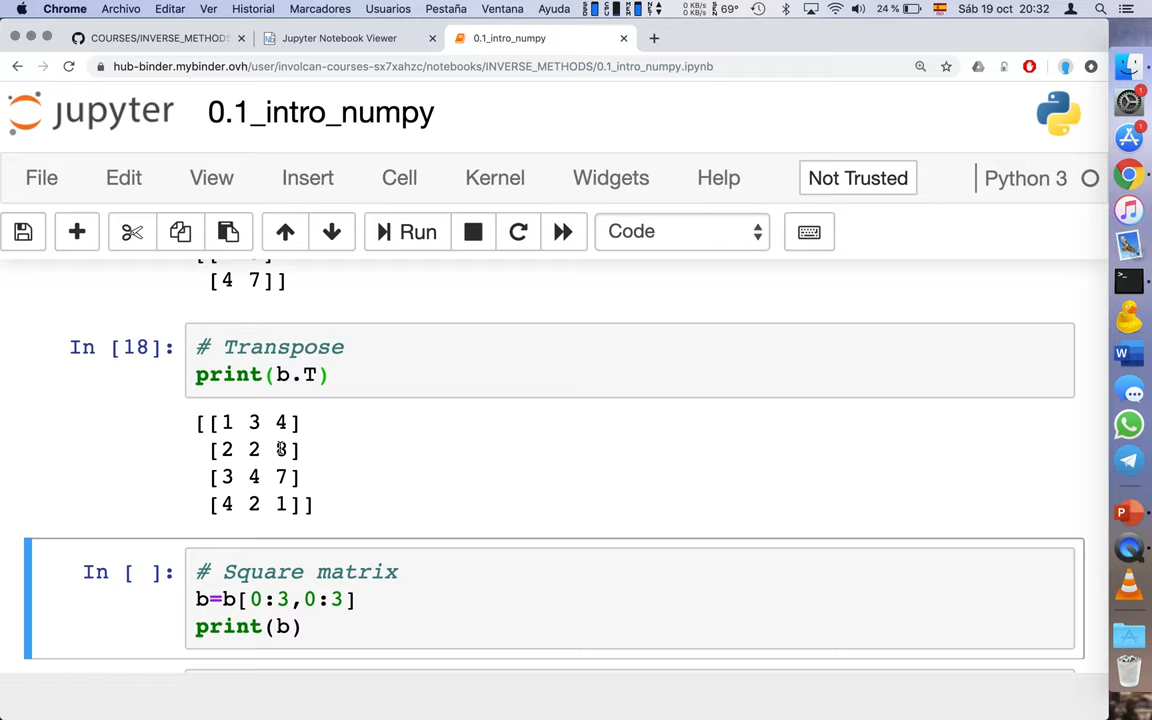 Chrome Archivo Editar Ver Historial Marcadores Usuarios Pestaña Ventana Ayuda 0 KB/s 0 KB/s 69° 24 % Sáb 19 oct 20:32
COURSES/INVERSE_METHODS
Jupyter Notebook Viewer
0.1_intro_numpy
hub-binder.mybinder.ovh/user/involcan-courses-sx7xahzc/notebooks/INVERSE_METHODS/0.1_intro_numpy.ipynb
jupyter 0.1_intro_numpy
File Edit View Insert Cell Kernel Widgets Help Not Trusted Python 3
Run Code
[4 7]]
In [18]: # Transpose
print(b.T)
[[1 3 4]
[2 2 8]
[3 4 7]
[4 2 1]]
In [ ]: # Square matrix
b=b[0:3,0:3]
print(b)